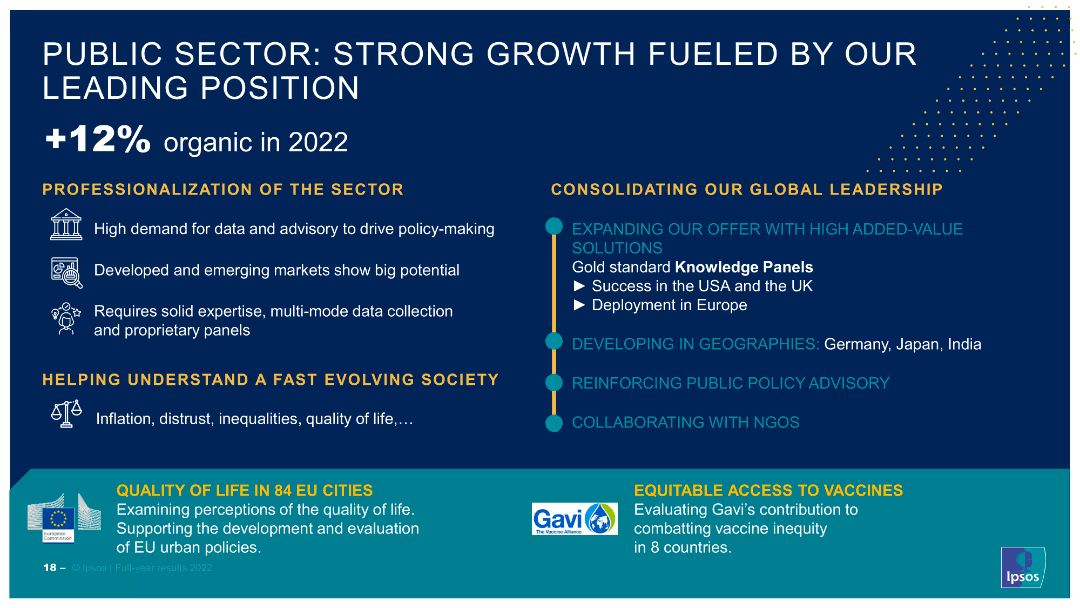 PUBLIC SECTOR: STRONG GROWTH FUELED BY OUR
LEADING POSITION
+12% organic in 2022
PROFESSIONALIZATION OF THE SECTOR
High demand for data and advisory to drive policy-making
Developed and emerging markets show big potential
Requires solid expertise, multi-mode data collection
and proprietary panels
HELPING UNDERSTAND A FAST EVOLVING SOCIETY
Inflation, distrust, inequalities, quality of life,…
CONSOLIDATING OUR GLOBAL LEADERSHIP
EXPANDING OUR OFFER WITH HIGH ADDED-VALUE
SOLUTIONS
Gold standard Knowledge Panels
► Success in the USA and the UK
► Deployment in Europe
DEVELOPING IN GEOGRAPHIES: Germany, Japan, India
REINFORCING PUBLIC POLICY ADVISORY
COLLABORATING WITH NGOS
European
Commission
QUALITY OF LIFE IN 84 EU CITIES
Examining perceptions of the quality of life.
Supporting the development and evaluation
of EU urban policies.
Gavi
The Vaccine Alliance
EQUITABLE ACCESS TO VACCINES
Evaluating Gavi’s contribution to
combatting vaccine inequity
in 8 countries.
18 – © Ipsos | Full-year results 2022
Ipsos